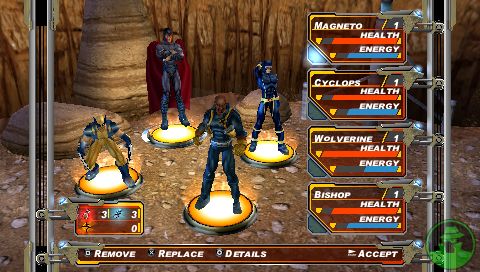 Magneto 1
Health
Energy
Cyclops 1
Health
Energy
Wolverine 1
Health
Energy
Bishop 1
Health
Energy
3 3
0
Remove Replace Details Accept